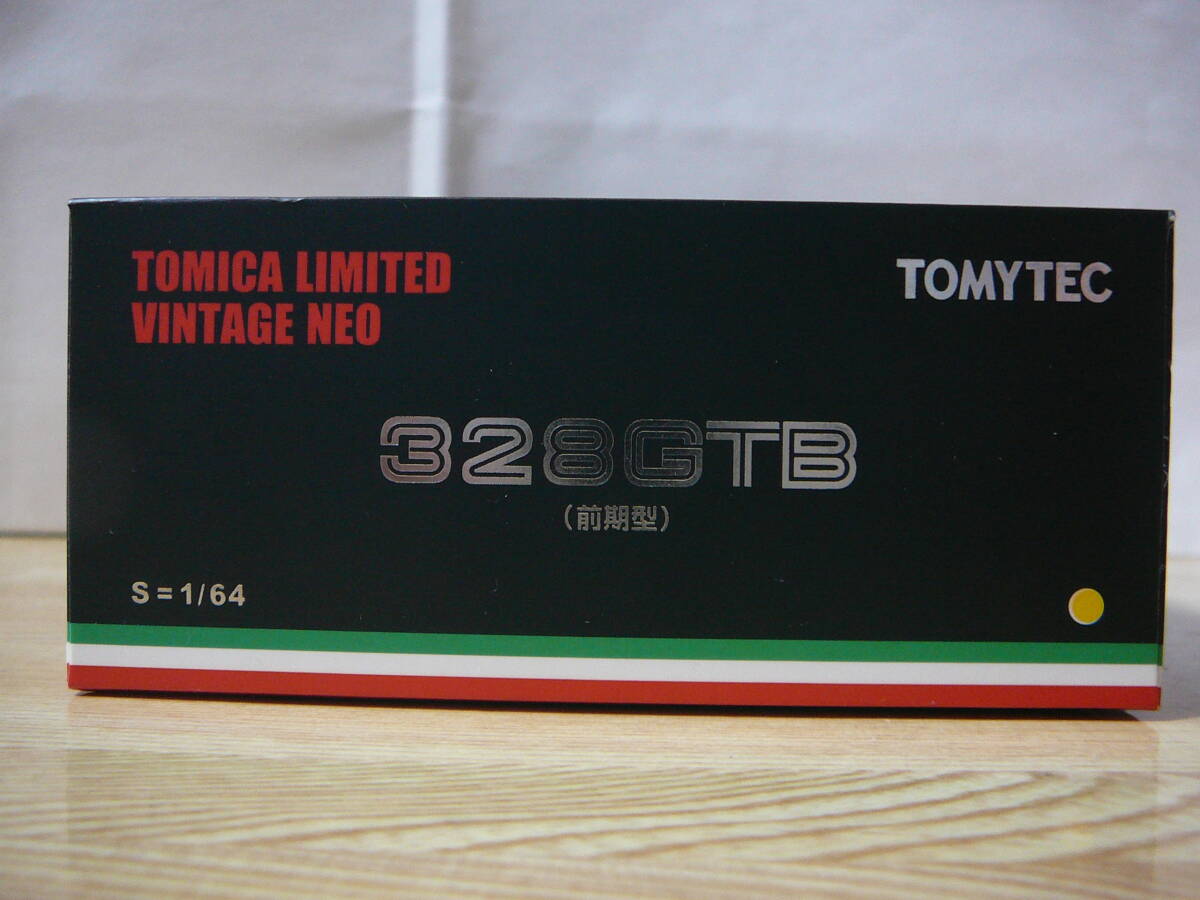 TOMICA LIMITED
VINTAGE NEO
TOMYTEC
328GTB
（前期型）
S=1/64